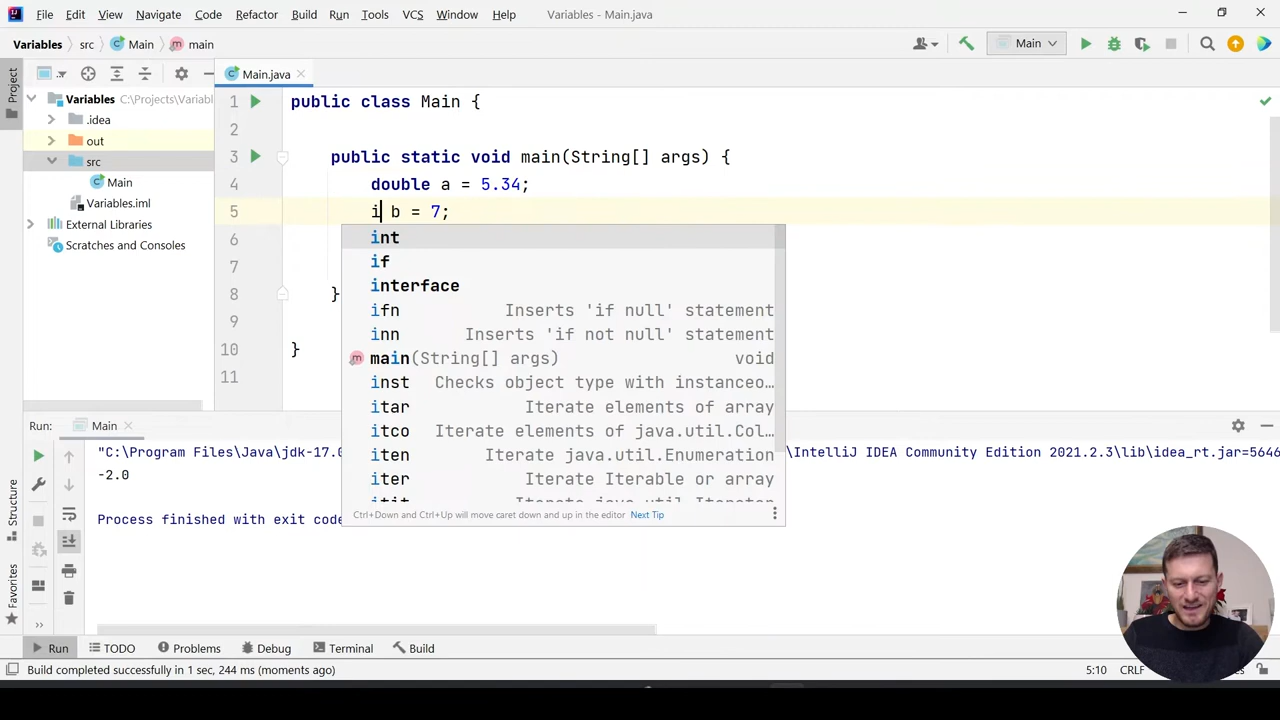 File Edit View Navigate Code Refactor Build Run Tools VCS Window Help Variables - Main.java
Variables src Main main Main
Project
Main.java
Variables C:\Projects\Variabl
.idea
out
src
Main
Variables.iml
External Libraries
Scratches and Consoles
1 public class Main {
2
3 public static void main(String[] args) {
4 double a = 5.34;
5 i b = 7;
6
7
8 }
9
10 }
11
int
if
interface
ifn Inserts 'if null' statement
inn Inserts 'if not null' statement
main(String[] args) void
inst Checks object type with instanceo…
itar Iterate elements of array
itco Iterate elements of java.util.Col…
iten Iterate java.util.Enumeration
iter Iterate Iterable or array
itit Iterate java.util.Iterator
Ctrl+Down and Ctrl+Up will move caret down and up in the editor Next Tip
Run: Main
"C:\Program Files\Java\jdk-17.0 \IntelliJ IDEA Community Edition 2021.2.3\lib\idea_rt.jar=5646
-2.0
Process finished with exit code
Structure
Favorites
Run TODO Problems Debug Terminal Build
Build completed successfully in 1 sec, 244 ms (moments ago) 5:10 CRLF